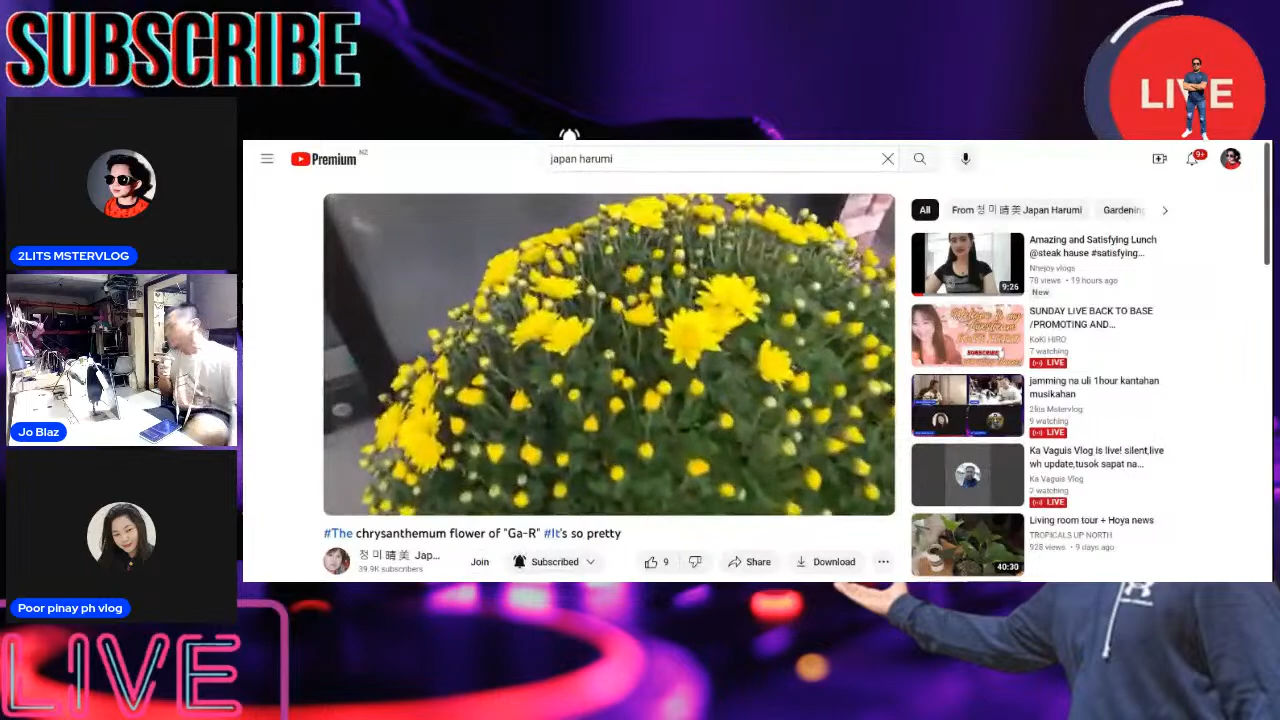 SUBSCRIBE
LIVE
2LITS MSTERVLOG
Jo Blaz
Poor pinay ph vlog
LIVE
Premium NZ
japan harumi
9+
#The chrysanthemum flower of "Ga-R" #It's so pretty
청 미 晴 美 Jap...
39.9K subscribers
Join
Subscribed
9
Share
Download
All
From 청 미 晴 美 Japan Harumi
Gardening
Amazing and Satisfying Lunch
@steak hause #satisfying...
Nhejoy vlogs
78 views • 19 hours ago
New
9:26
SUNDAY LIVE BACK TO BASE
/PROMOTING AND...
KoKi HIRO
7 watching
LIVE
SUBSCRIBE
jamming na uli 1hour kantahan
musikahan
2lits Mstervlog
9 watching
LIVE
Ka Vaguis Vlog is live! silent,live
wh update,tusok sapat na...
Ka Vaguis Vlog
2 watching
LIVE
Living room tour + Hoya news
TROPICALS UP NORTH
928 views • 9 days ago
40:30